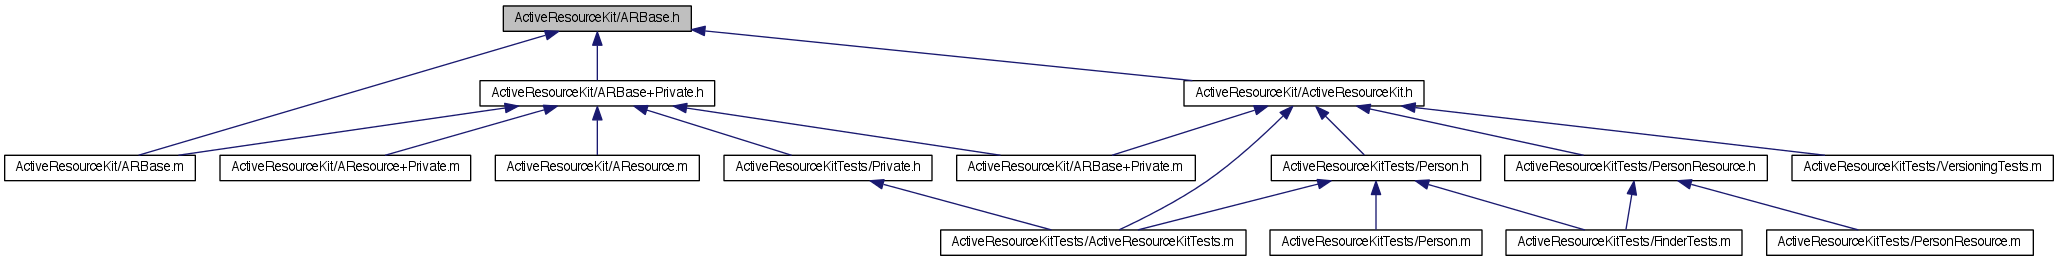 ActiveResourceKit/ARBase.h
ActiveResourceKit/ARBase+Private.h
ActiveResourceKit/ActiveResourceKit.h
ActiveResourceKit/ARBase.m
ActiveResourceKit/AResource+Private.m
ActiveResourceKit/AResource.m
ActiveResourceKitTests/Private.h
ActiveResourceKit/ARBase+Private.m
ActiveResourceKitTests/Person.h
ActiveResourceKitTests/PersonResource.h
ActiveResourceKitTests/VersioningTests.m
ActiveResourceKitTests/ActiveResourceKitTests.m
ActiveResourceKitTests/Person.m
ActiveResourceKitTests/FinderTests.m
ActiveResourceKitTests/PersonResource.m